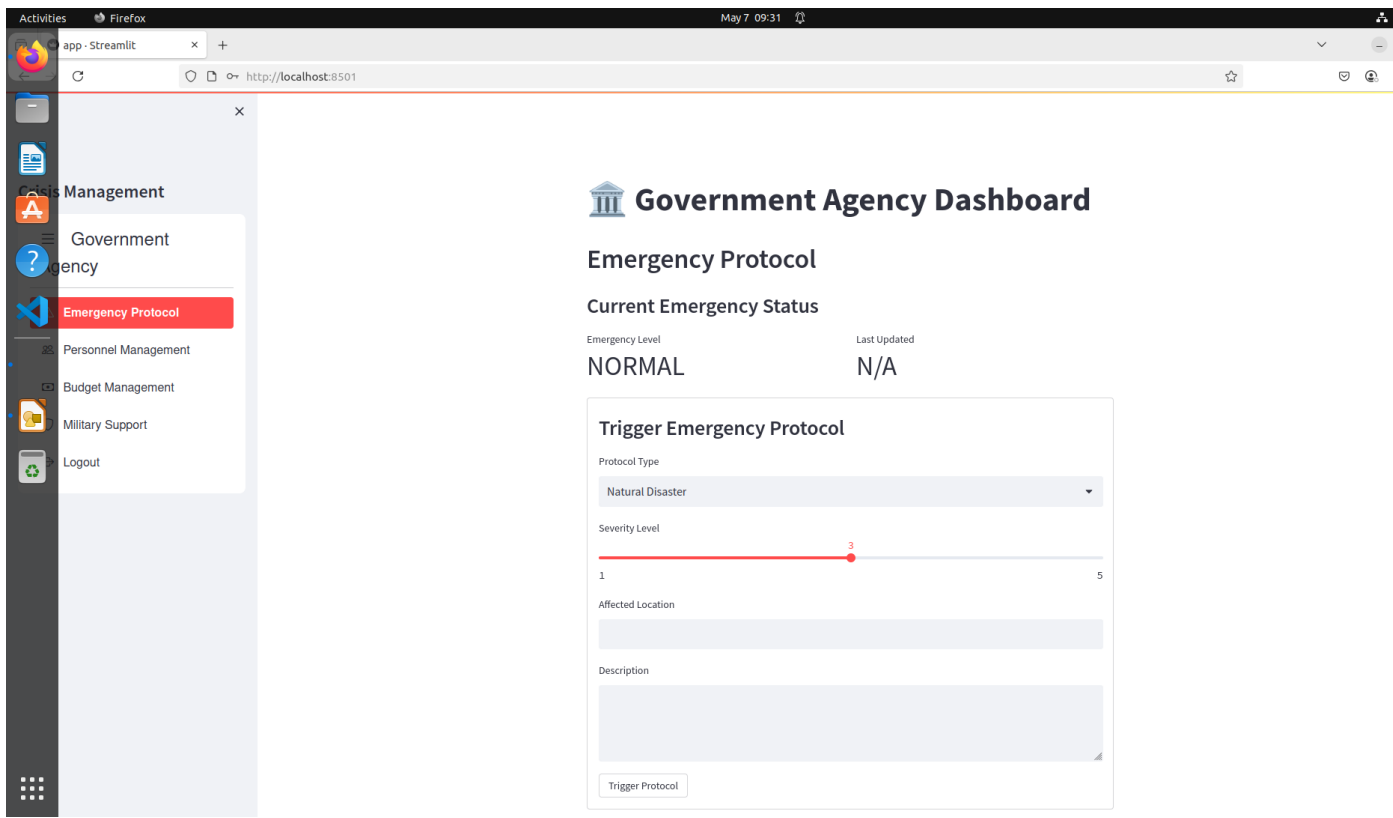 Activities
Firefox
May 7 09:31
app · Streamlit
http://localhost:8501
Crisis Management
Government
Agency
Emergency Protocol
Personnel Management
Budget Management
Military Support
Logout
🏛️ Government Agency Dashboard
Emergency Protocol
Current Emergency Status
Emergency Level
Last Updated
NORMAL
N/A
Trigger Emergency Protocol
Protocol Type
Natural Disaster
Severity Level
3
1
5
Affected Location
Description
Trigger Protocol